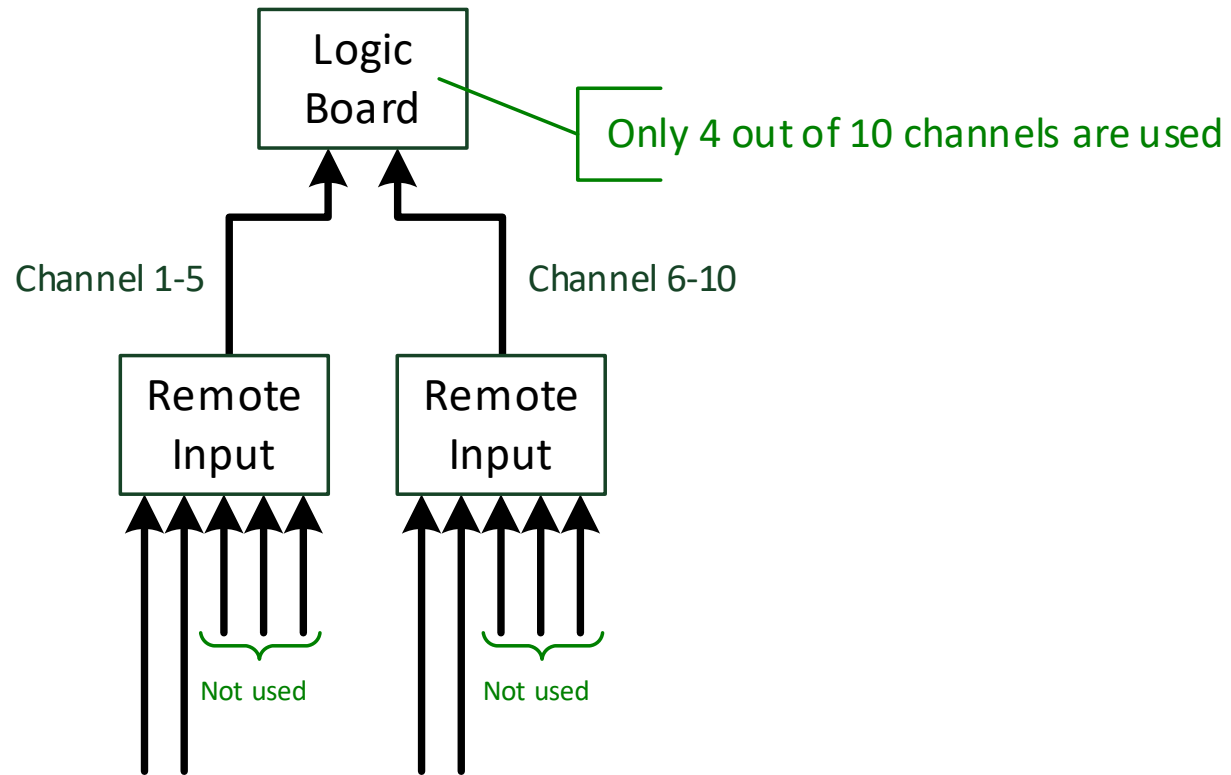 Logic
Board
Only 4 out of 10 channels are used
Channel 1-5
Channel 6-10
Remote
Input
Remote
Input
Not used
Not used